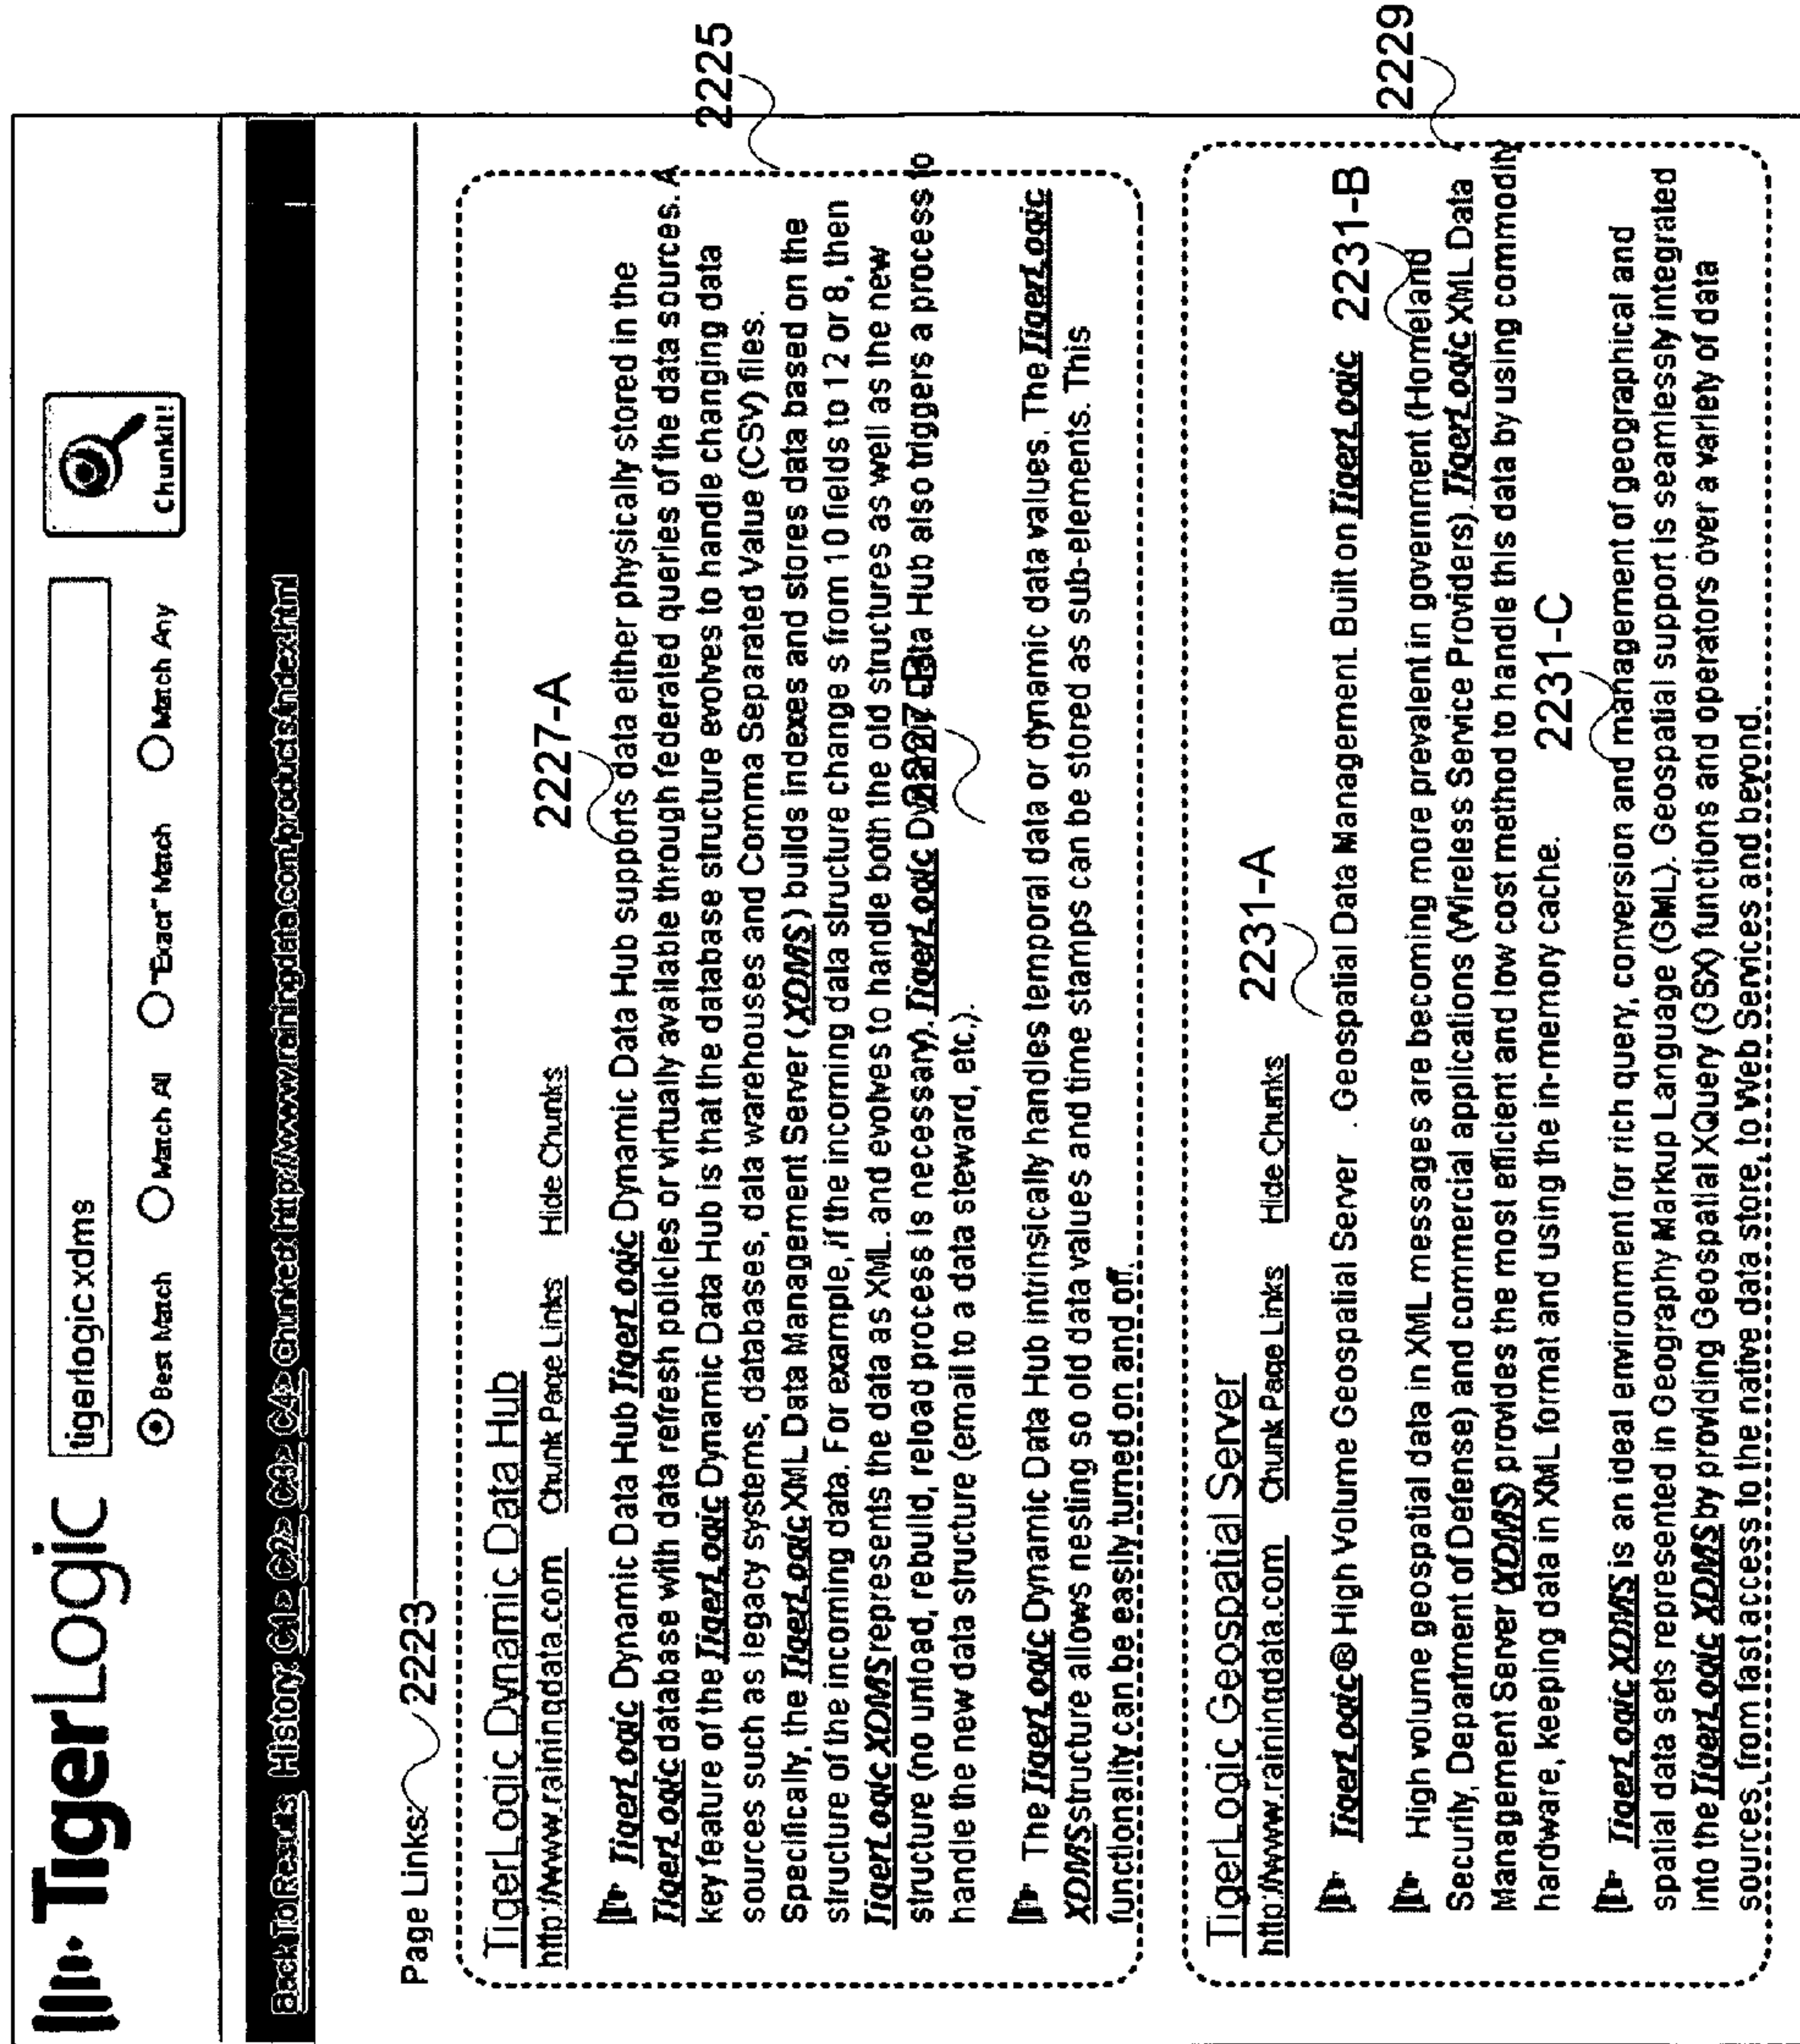 TigerLogic
tigerlogic xdms
ChunkIt!
Best Match Match All "Exact" Match Match Any
Back To Results History: C1> C2> C3> C4> Chunked: http://www.rainingdata.com/products/index.html
Page Links: 2223
2225
TigerLogic Dynamic Data Hub
http://www.rainingdata.com Chunk Page Links Hide Chunks
2227-A
TigerLogic Dynamic Data Hub TigerLogic Dynamic Data Hub supports data either physically stored in the
TigerLogic database with data refresh policies or virtually available through federated queries of the data sources. A
key feature of the TigerLogic Dynamic Data Hub is that the database structure evolves to handle changing data
sources such as legacy systems, databases, data warehouses and Comma Separated Value (CSV) files.
Specifically, the TigerLogic XML Data Management Server (XDMS) builds indexes and stores data based on the
structure of the incoming data. For example, if the incoming data structure change s from 10 fields to 12 or 8, then
TigerLogic XDMS represents the data as XML. and evolves to handle both the old structures as well as the new
structure (no unload, rebuild, reload process is necessary). TigerLogic Data Hub also triggers a process to
2227-B
handle the new data structure (email to a data steward, etc.).
The TigerLogic Dynamic Data Hub intrinsically handles temporal data or dynamic data values. The TigerLogic
XDMS structure allows nesting so old data values and time stamps can be stored as sub-elements. This
functionality can be easily turned on and off.
2229
TigerLogic Geospatial Server
http://www.rainingdata.com Chunk Page Links Hide Chunks
2231-A
TigerLogic® High Volume Geospatial Server . Geospatial Data Management. Built on TigerLogic
2231-B
High volume geospatial data in XML messages are becoming more prevalent in government (Homeland
Security, Department of Defense) and commercial applications (Wireless Service Providers). TigerLogic XML Data
Management Server (XDMS) provides the most efficient and low cost method to handle this data by using commodity
hardware, keeping data in XML format and using the in-memory cache.
2231-C
TigerLogic XDMS is an ideal environment for rich query, conversion and management of geographical and
spatial data sets represented in Geography Markup Language (GML). Geospatial support is seamlessly integrated
into the TigerLogic XDMS by providing Geospatial XQuery (GSX) functions and operators over a variety of data
sources, from fast access to the native data store, to Web Services and beyond.